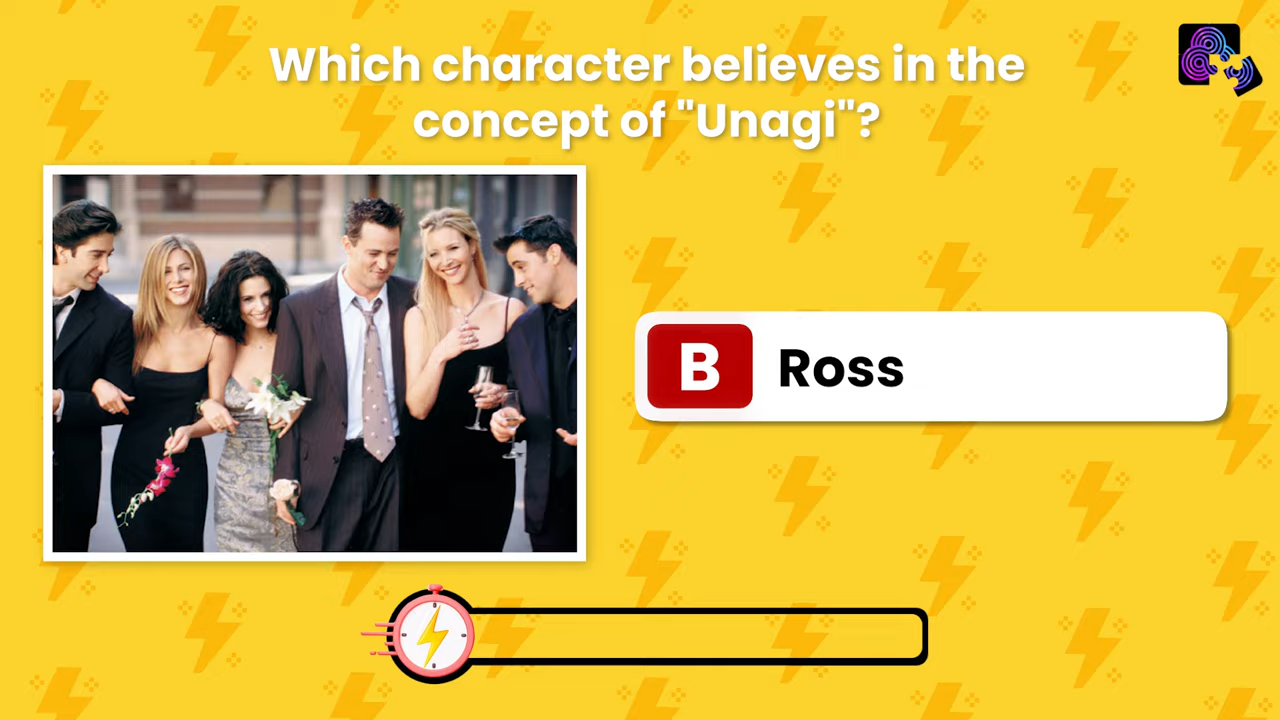 Which character believes in the
concept of "Unagi"?
B Ross